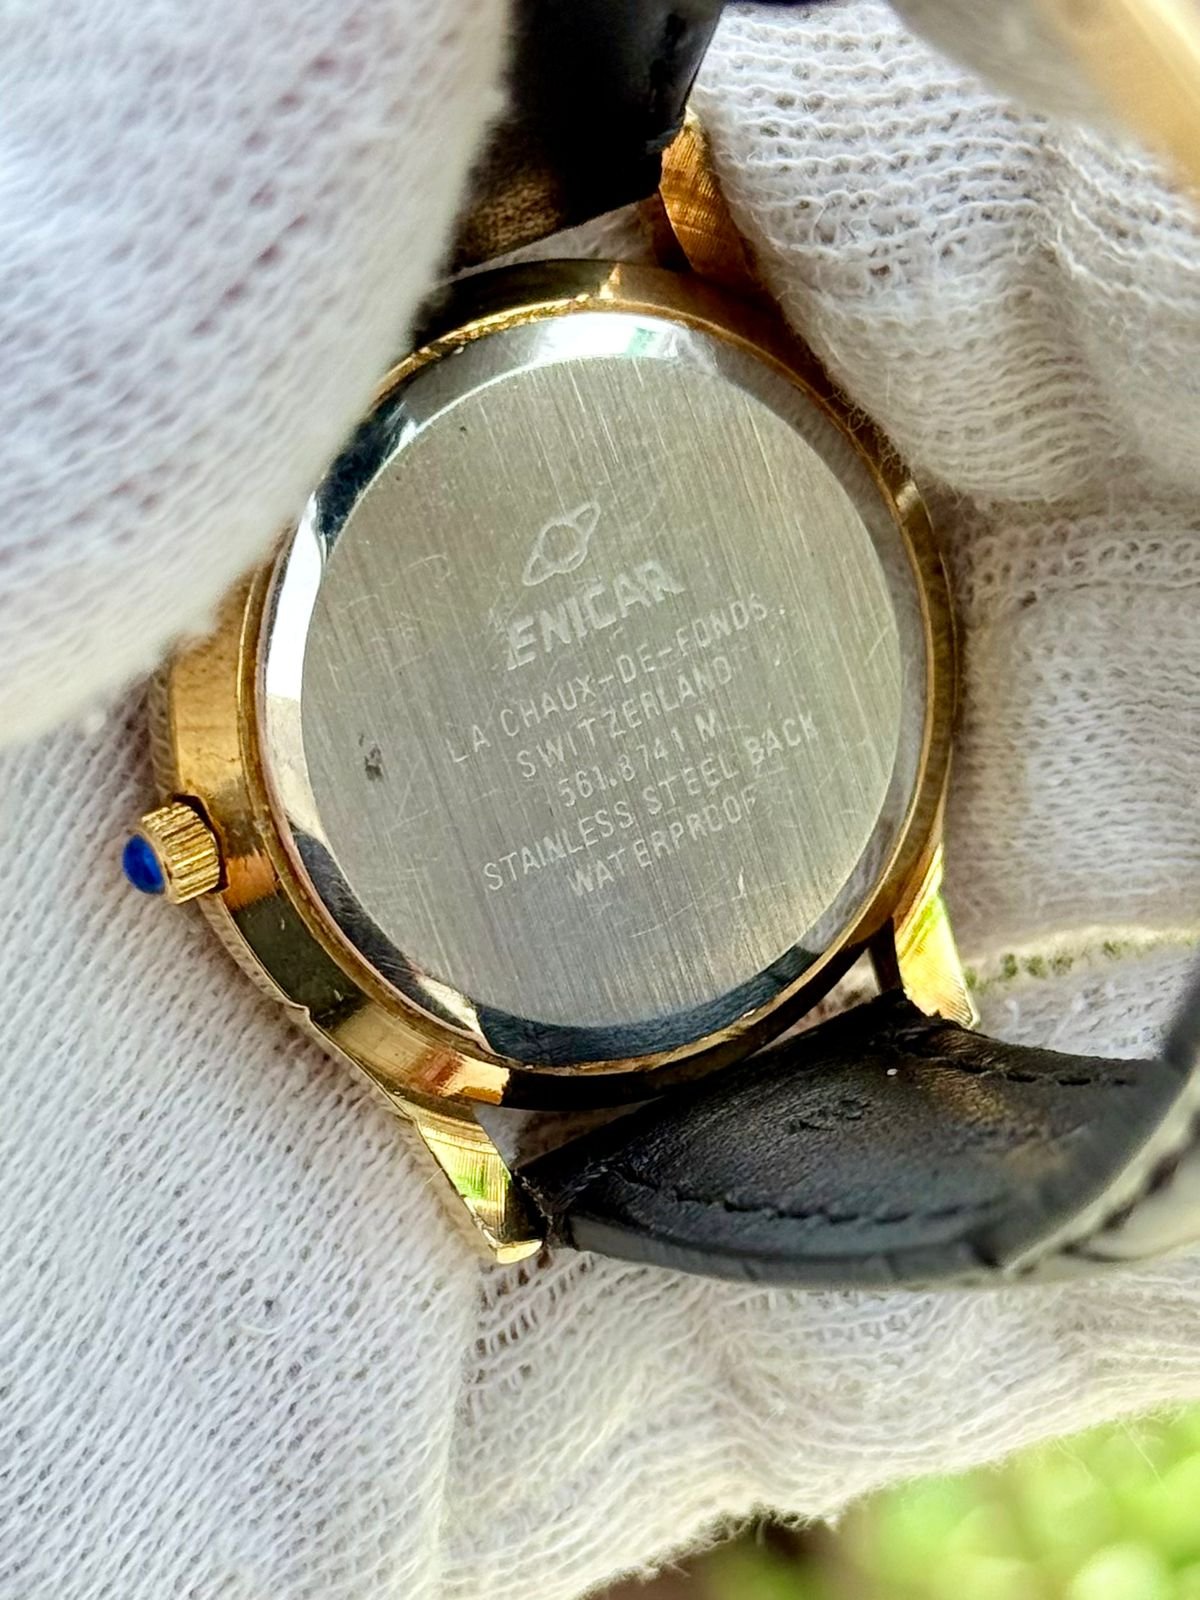 ENICAR
LA CHAUX-DE-FONDS.
SWITZERLAND
561.8741 M
STAINLESS STEEL BACK
WATERPROOF